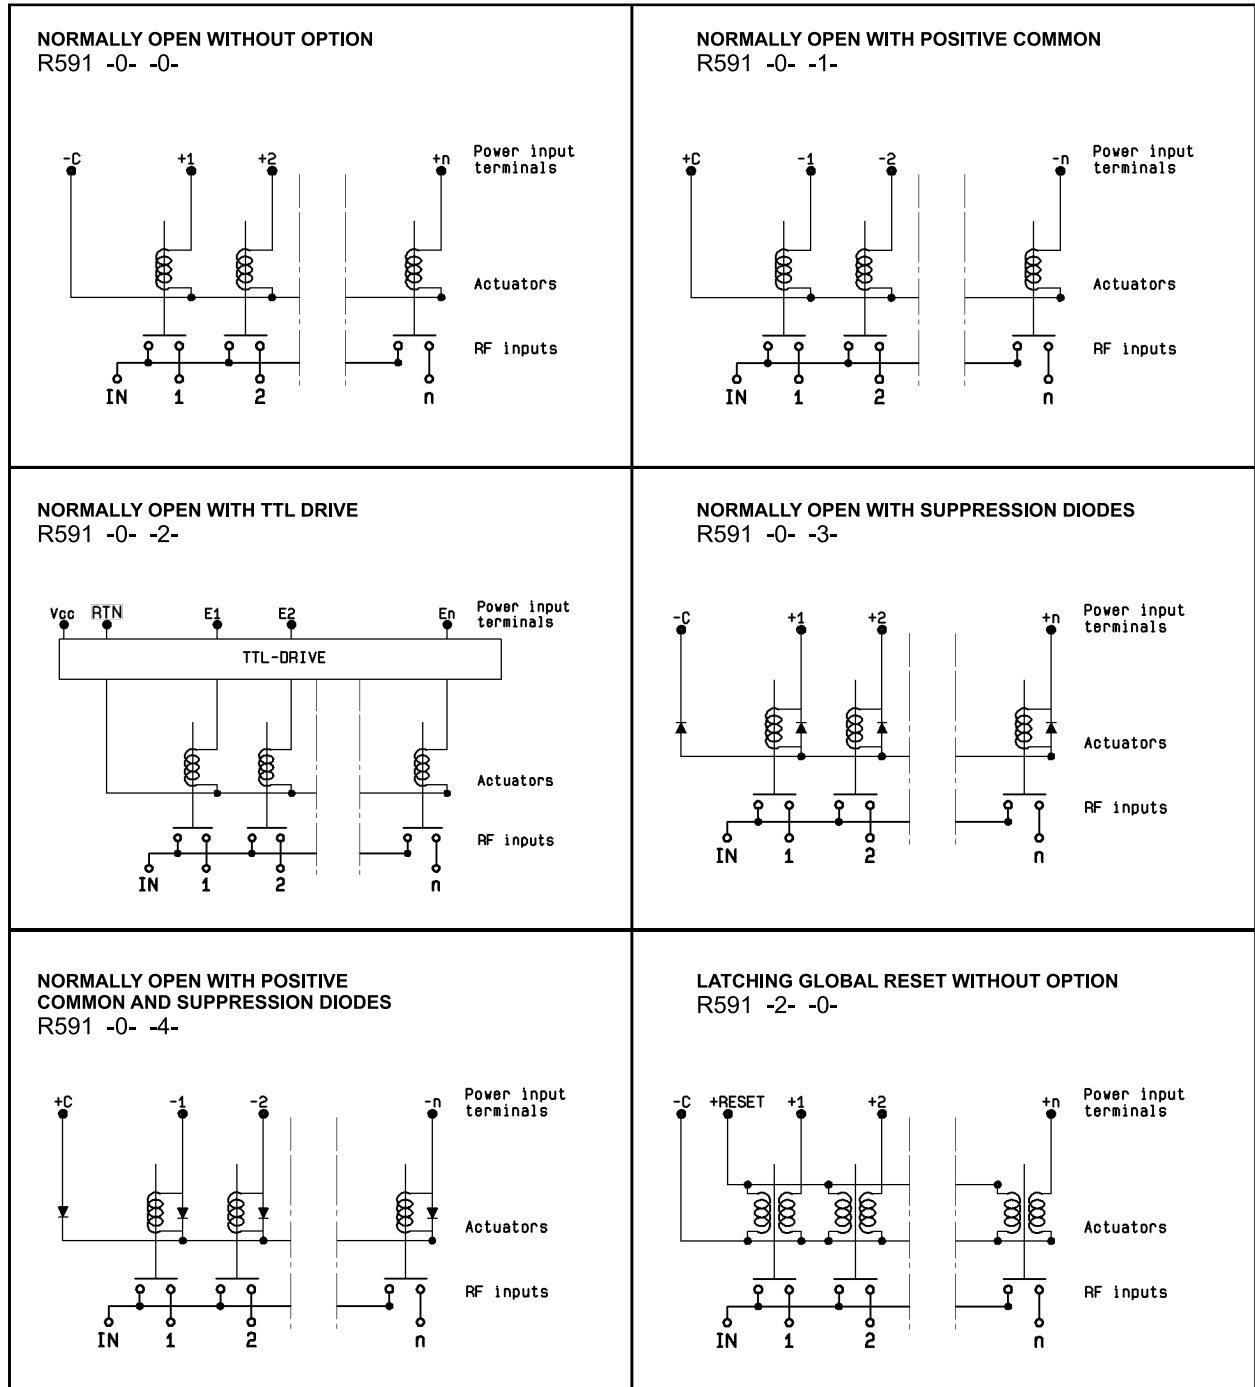 NORMALLY OPEN WITHOUT OPTION
R591 -0- -0-
-C +1 +2 +n Power input
terminals
Actuators
RF inputs
IN 1 2 n
NORMALLY OPEN WITH POSITIVE COMMON
R591 -0- -1-
+C -1 -2 -n Power input
terminals
Actuators
RF inputs
IN 1 2 n
NORMALLY OPEN WITH TTL DRIVE
R591 -0- -2-
Vcc RTN E1 E2 En Power input
terminals
TTL-DRIVE
Actuators
RF inputs
IN 1 2 n
NORMALLY OPEN WITH SUPPRESSION DIODES
R591 -0- -3-
-C +1 +2 +n Power input
terminals
Actuators
RF inputs
IN 1 2 n
NORMALLY OPEN WITH POSITIVE
COMMON AND SUPPRESSION DIODES
R591 -0- -4-
+C -1 -2 -n Power input
terminals
Actuators
RF inputs
IN 1 2 n
LATCHING GLOBAL RESET WITHOUT OPTION
R591 -2- -0-
-C +RESET +1 +2 +n Power input
terminals
Actuators
RF inputs
IN 1 2 n